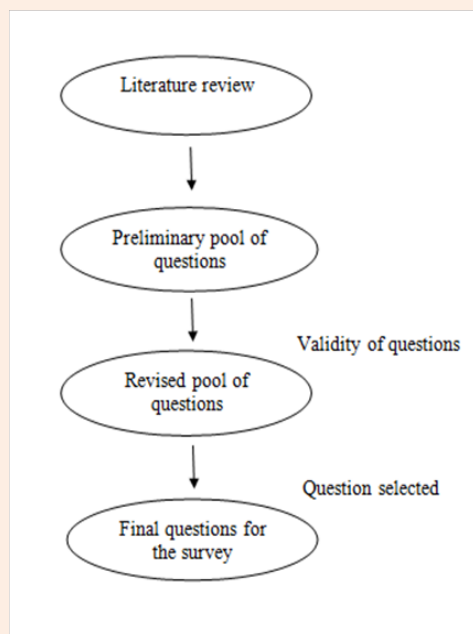 Literature review
Preliminary pool of
questions
Validity of questions
Revised pool of
questions
Question selected
Final questions for
the survey